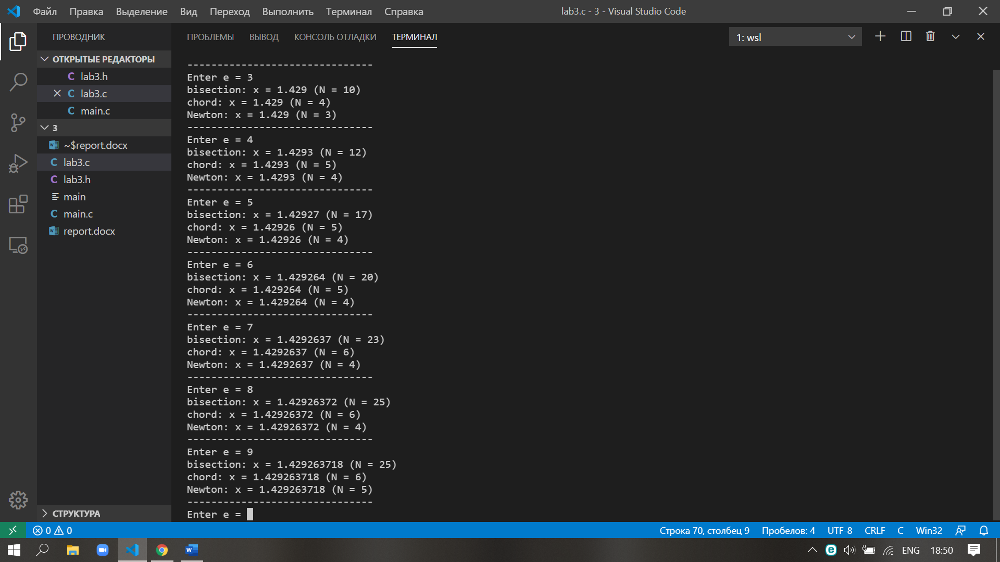 Файл Правка Выделение Вид Переход Выполнить Терминал Справка lab3.c - 3 - Visual Studio Code
ПРОВОДНИК
ОТКРЫТЫЕ РЕДАКТОРЫ
C lab3.h
C lab3.c
C main.c
3
~$report.docx
C lab3.c
C lab3.h
main
C main.c
report.docx
СТРУКТУРА
ПРОБЛЕМЫ ВЫВОД КОНСОЛЬ ОТЛАДКИ ТЕРМИНАЛ 1: wsl
-------------------------------
Enter e = 3
bisection: x = 1.429 (N = 10)
chord: x = 1.429 (N = 4)
Newton: x = 1.429 (N = 3)
-------------------------------
Enter e = 4
bisection: x = 1.4293 (N = 12)
chord: x = 1.4293 (N = 5)
Newton: x = 1.4293 (N = 4)
-------------------------------
Enter e = 5
bisection: x = 1.42927 (N = 17)
chord: x = 1.42926 (N = 5)
Newton: x = 1.42926 (N = 4)
-------------------------------
Enter e = 6
bisection: x = 1.429264 (N = 20)
chord: x = 1.429264 (N = 5)
Newton: x = 1.429264 (N = 4)
-------------------------------
Enter e = 7
bisection: x = 1.4292637 (N = 23)
chord: x = 1.4292637 (N = 6)
Newton: x = 1.4292637 (N = 4)
-------------------------------
Enter e = 8
bisection: x = 1.42926372 (N = 25)
chord: x = 1.42926372 (N = 6)
Newton: x = 1.42926372 (N = 4)
-------------------------------
Enter e = 9
bisection: x = 1.429263718 (N = 25)
chord: x = 1.429263718 (N = 6)
Newton: x = 1.429263718 (N = 5)
-------------------------------
Enter e =
0 0 Строка 70, столбец 9 Пробелов: 4 UTF-8 CRLF C Win32
ENG 18:50